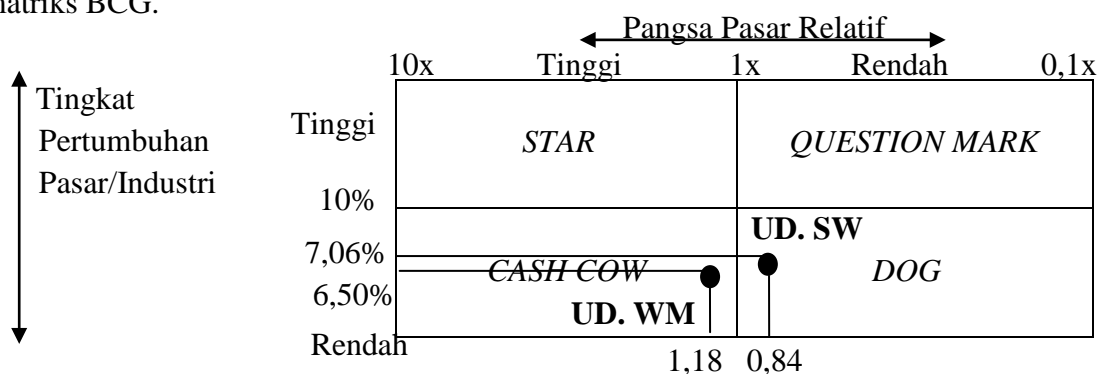 matriks BCG.
Pangsa Pasar Relatif
10x Tinggi 1x Rendah 0,1x
Tingkat
Pertumbuhan
Pasar/Industri
Tinggi
STAR
QUESTION MARK
10%
UD. SW
7,06%
CASH COW
DOG
6,50%
UD. WM
Rendah
1,18 0,84